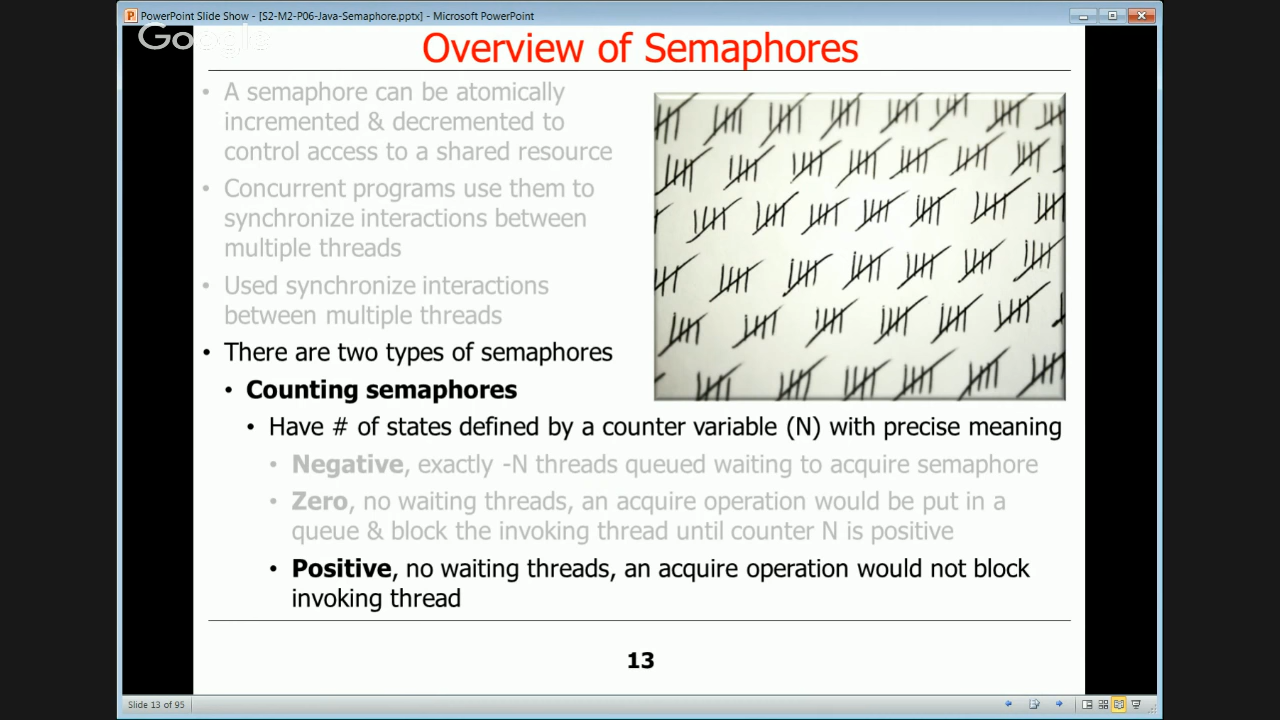 PowerPoint Slide Show - [S2-M2-P06-Java-Semaphore.pptx] - Microsoft PowerPoint
Google
Overview of Semaphores
• A semaphore can be atomically
incremented & decremented to
control access to a shared resource
• Concurrent programs use them to
synchronize interactions between
multiple threads
• Used synchronize interactions
between multiple threads
• There are two types of semaphores
• Counting semaphores
• Have # of states defined by a counter variable (N) with precise meaning
• Negative, exactly -N threads queued waiting to acquire semaphore
• Zero, no waiting threads, an acquire operation would be put in a
queue & block the invoking thread until counter N is positive
• Positive, no waiting threads, an acquire operation would not block
invoking thread
13
Slide 13 of 95